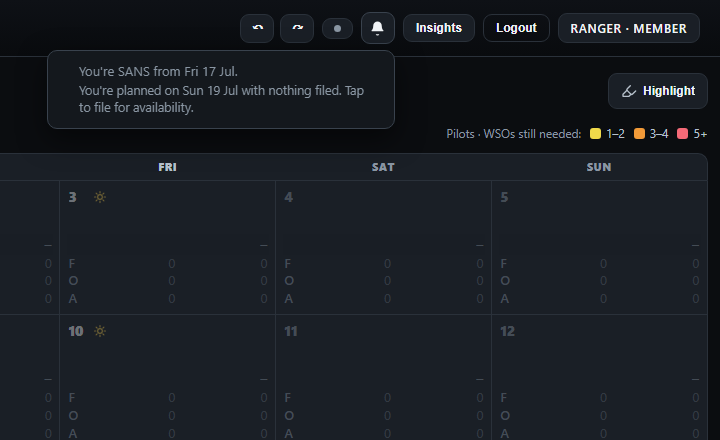 Insights
Logout
RANGER · MEMBER
You're SANS from Fri 17 Jul.
You're planned on Sun 19 Jul with nothing filed. Tap
to file for availability.
Highlight
Pilots · WSOs still needed: 1–2 3–4 5+
FRI SAT SUN
3 4 5
– – – –
0 F 0 0 F 0 0 F 0 0
0 O 0 0 O 0 0 O 0 0
0 A 0 0 A 0 0 A 0 0
10 11 12
– – – –
0 F 0 0 F 0 0 F 0 0
0 O 0 0 O 0 0 O 0 0
0 A 0 0 A 0 0 A 0 0